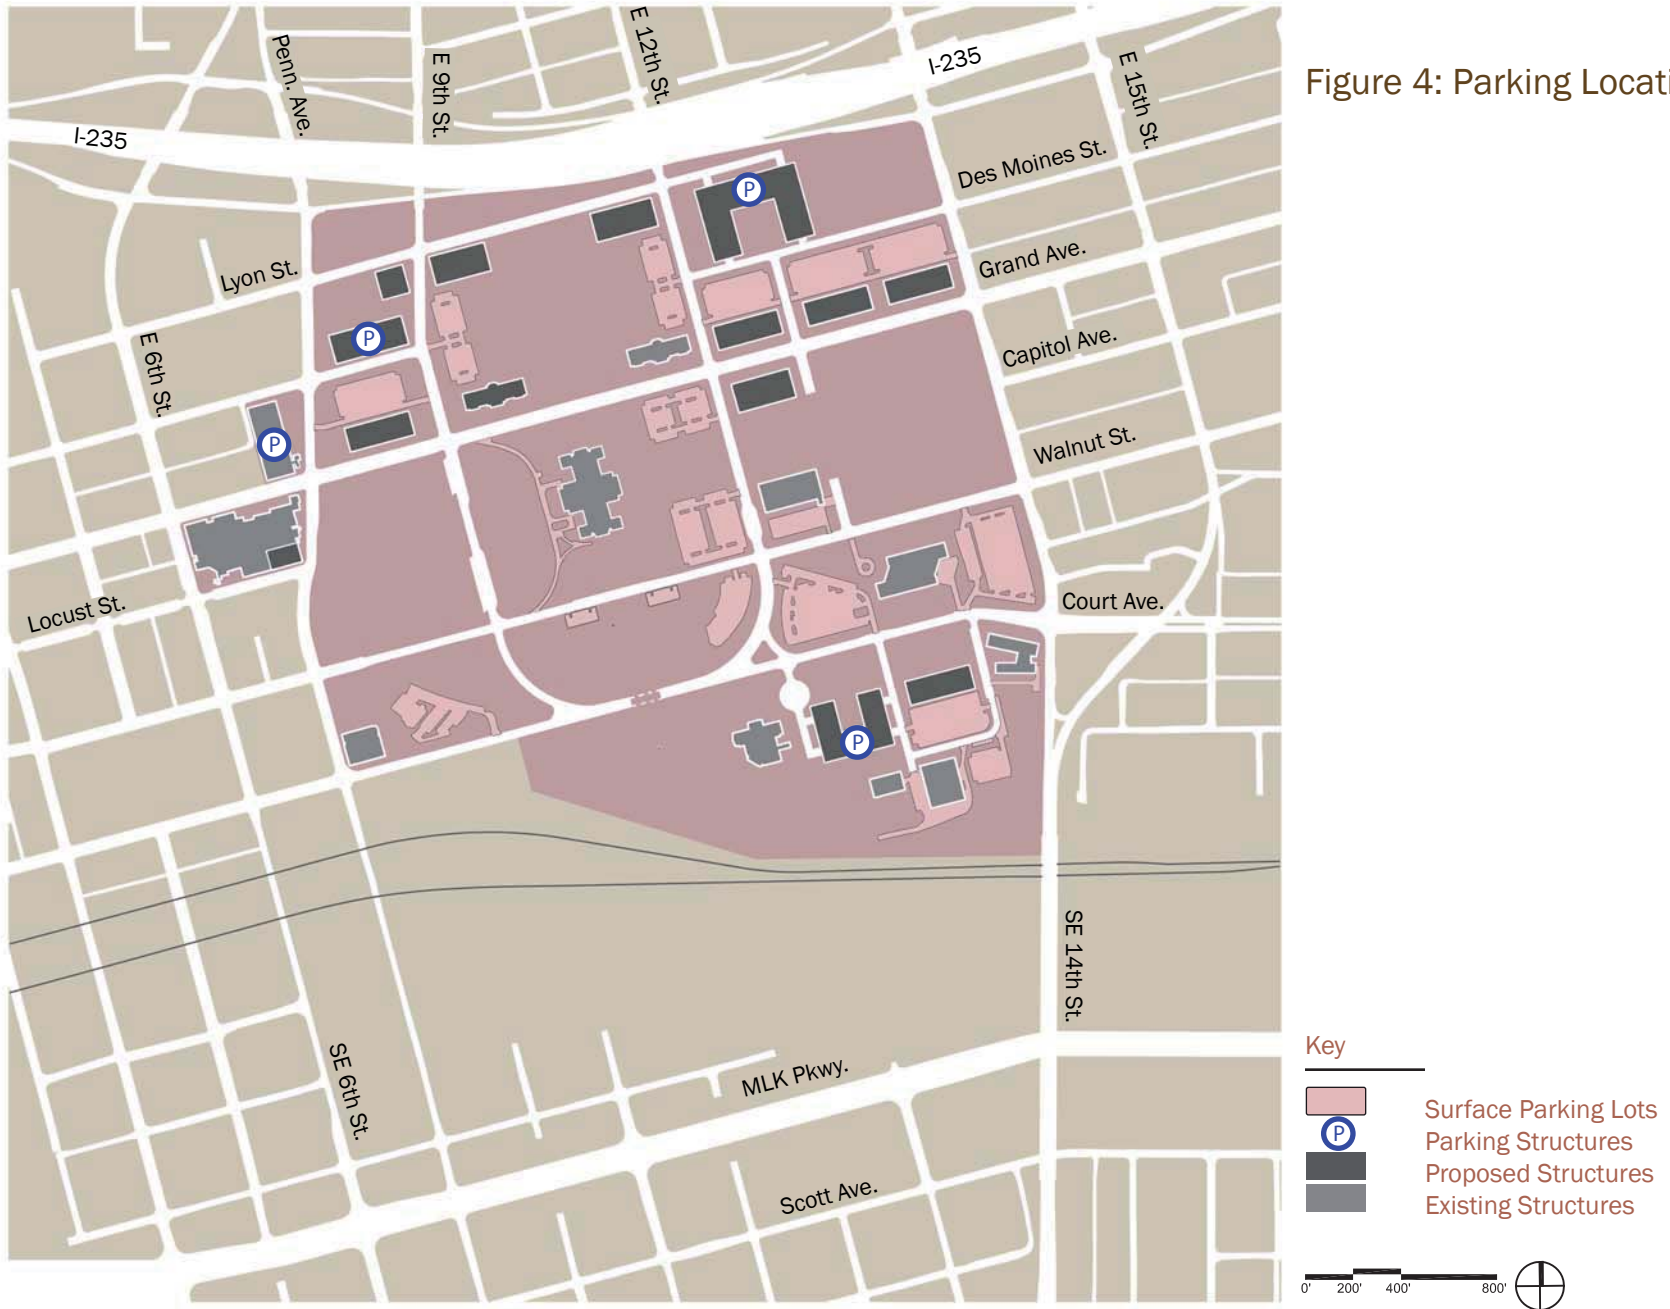 Figure 4: Parking Locati
E 12th St.
Penn. Ave.
E 9th St.
I-235
E 15th St.
I-235
Des Moines St.
P
Lyon St.
Grand Ave.
P
E 6th St.
Capitol Ave.
P
Walnut St.
Locust St.
Court Ave.
P
SE 14th St.
SE 6th St.
MLK Pkwy.
Scott Ave.
Key
Surface Parking Lots
P Parking Structures
Proposed Structures
Existing Structures
0' 200' 400' 800'